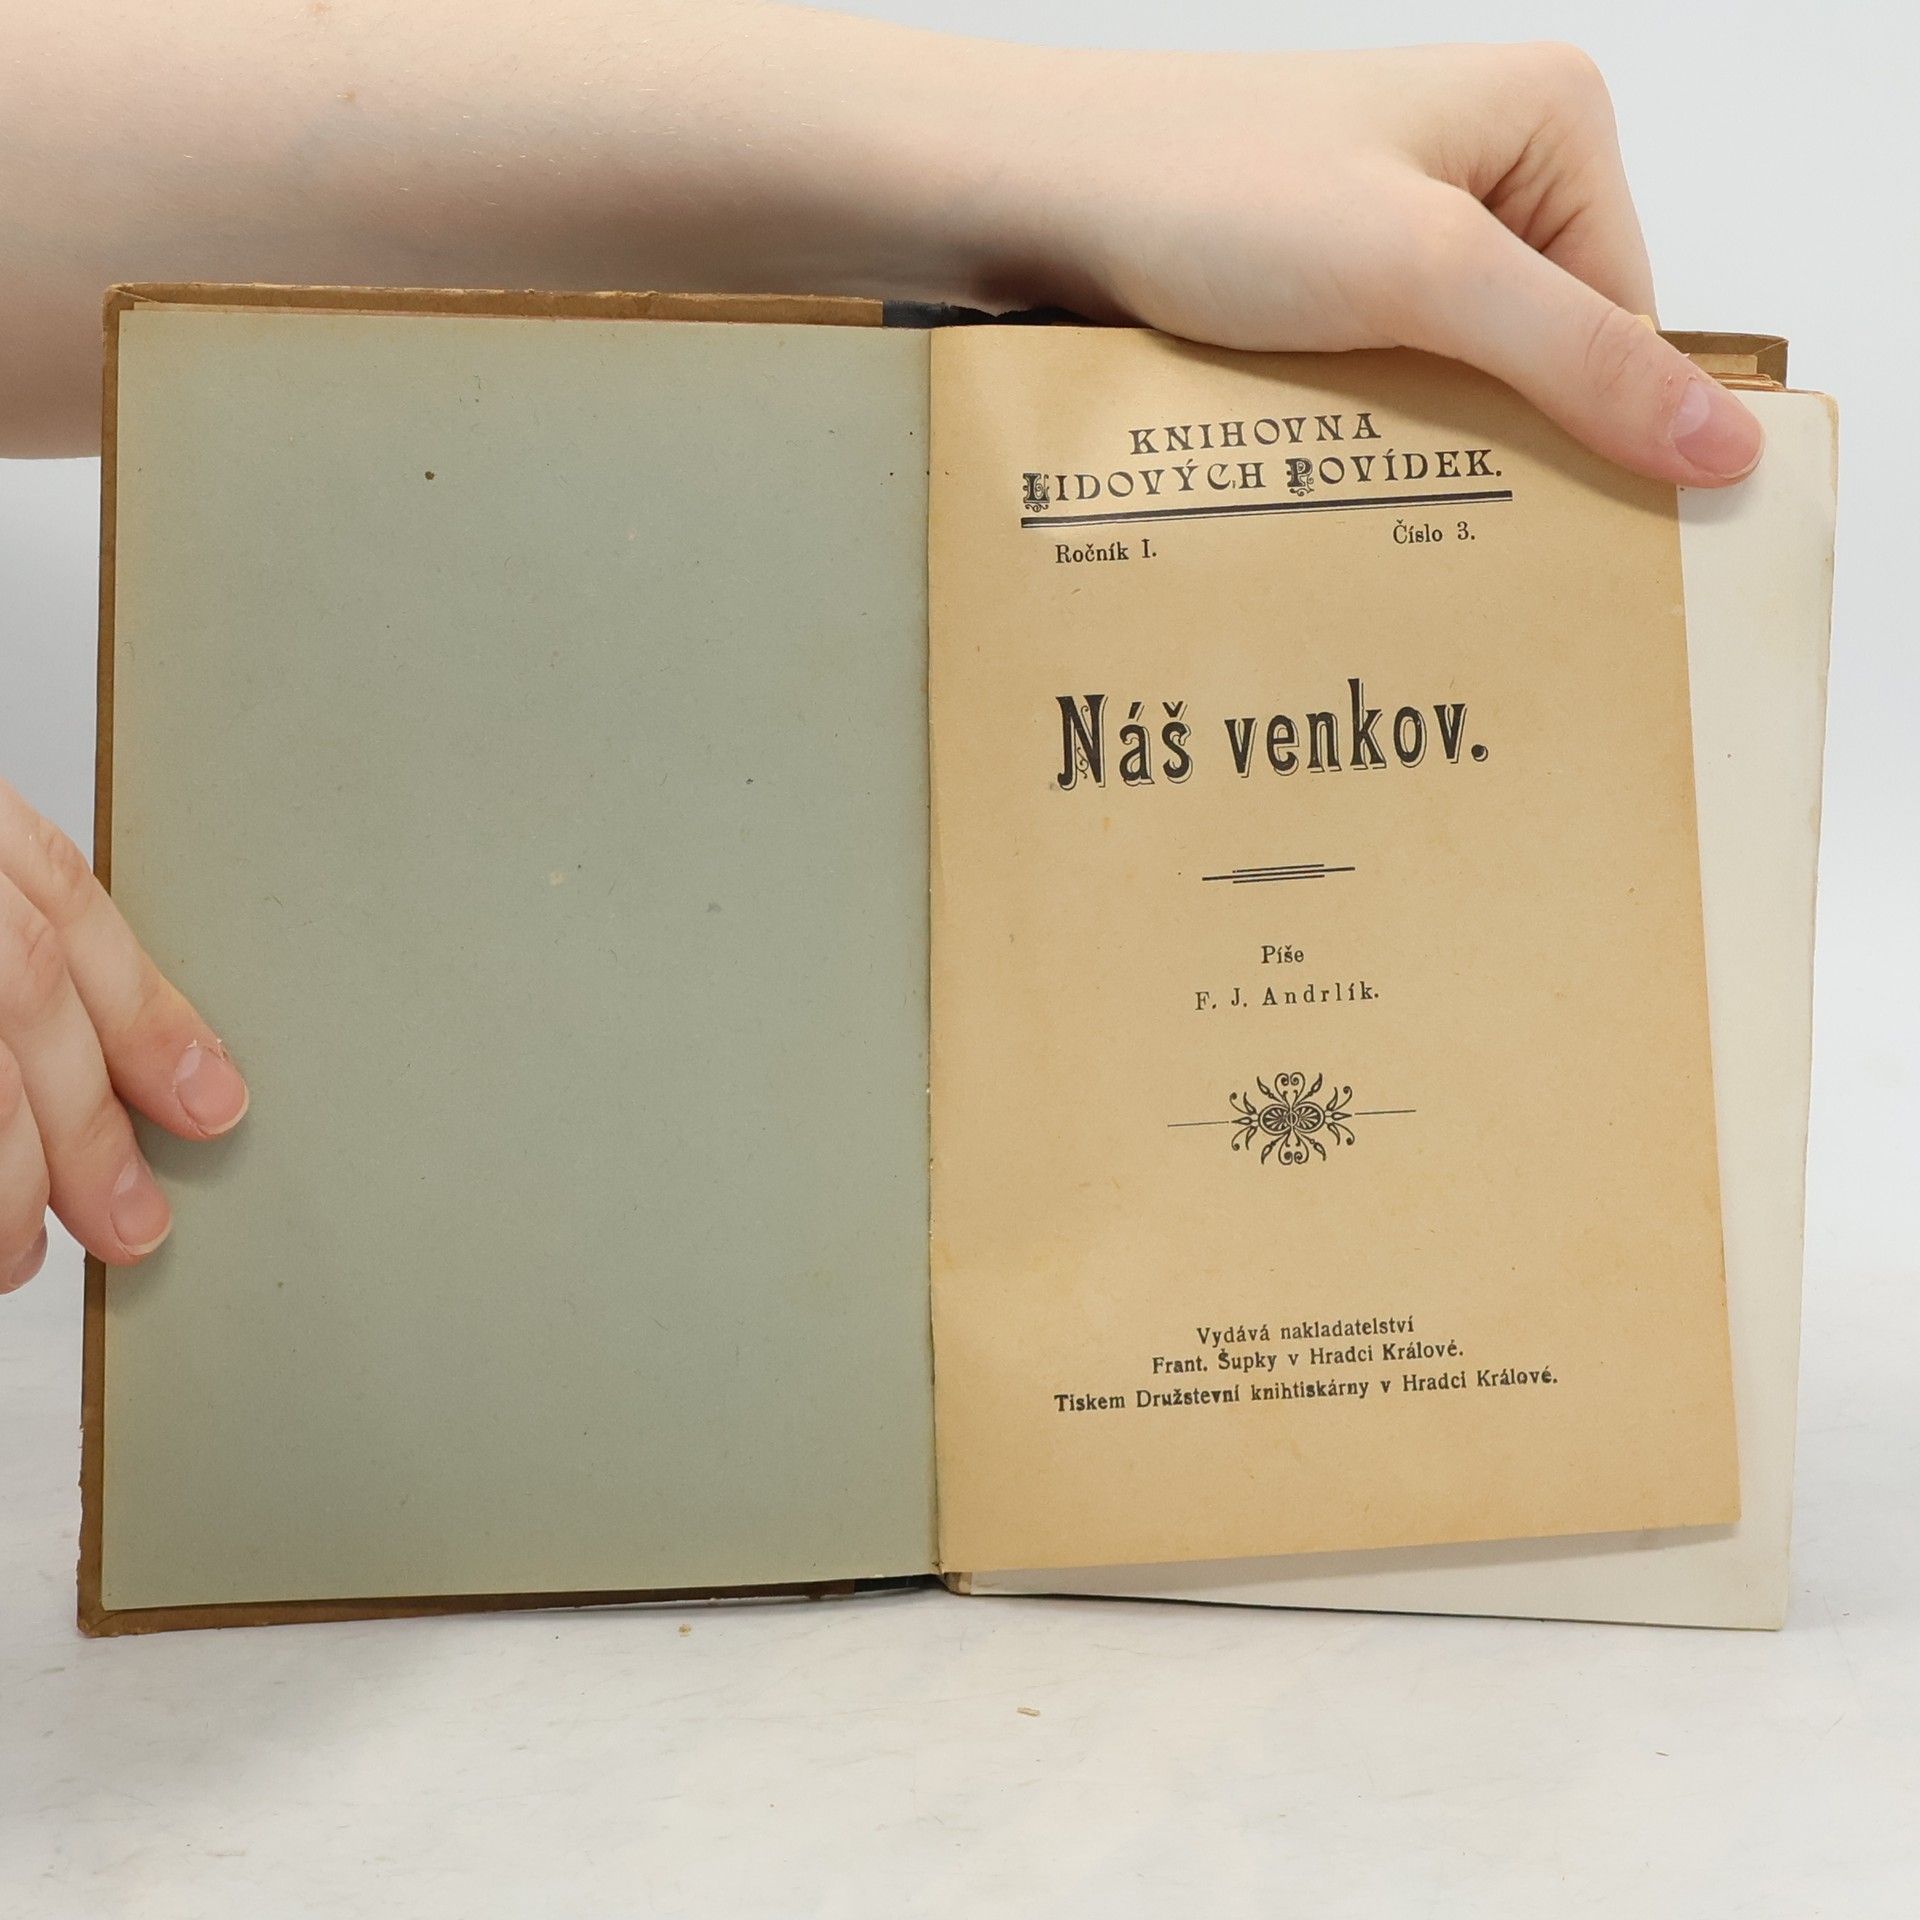 KNIHOVNA
LIDOVÝCH POVÍDEK.
Ročník I. Číslo 3.
Náš venkov.
Píše
F. J. Andrlík.
Vydává nakladatelství
Frant. Šupky v Hradci Králové.
Tiskem Družstevní knihtiskárny v Hradci Králové.